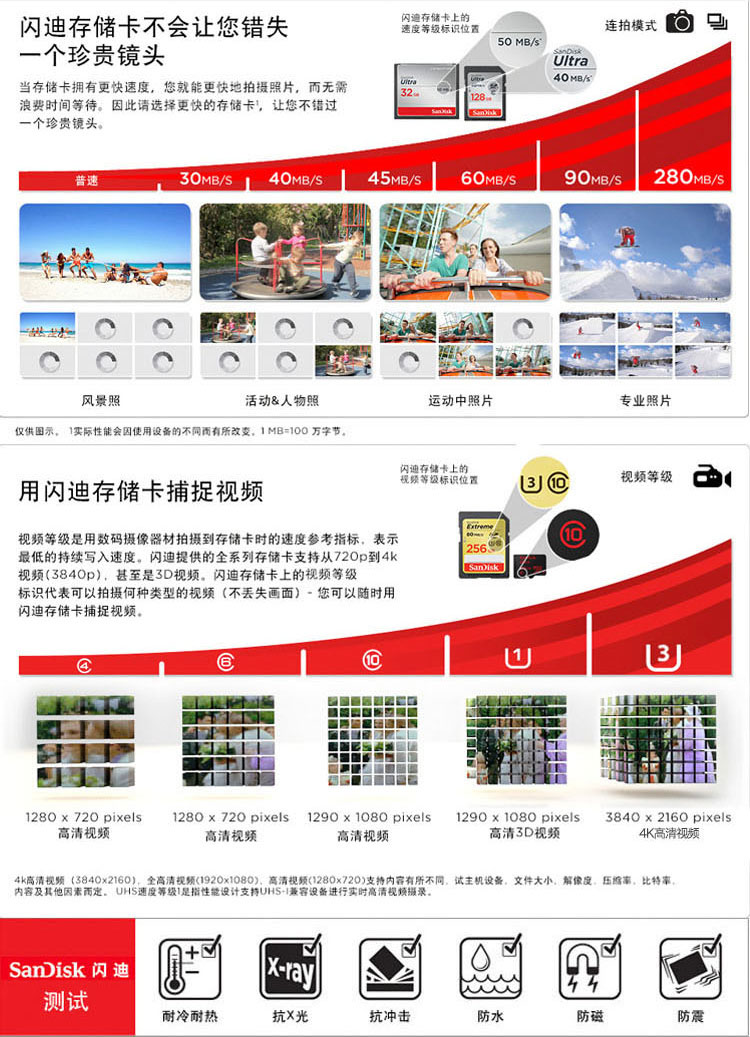 闪迪存储卡不会让您错失
一个珍贵镜头
当存储卡拥有更快速度，您就能更快地拍摄照片，而无需
浪费时间等待。因此请选择更快的存储卡¹，让您不错过
一个珍贵镜头。
闪迪存储卡上的
速度等级标识位置
50 MB/s*
SanDisk
Ultra
40 MB/s*
Ultra
32GB
SanDisk
Ultra
128GB
SanDisk
连拍模式
普速
30MB/S
40MB/S
45MB/S
60MB/S
90MB/S
280MB/S
风景照
活动&人物照
运动中照片
专业照片
仅供图示。 1实际性能会因使用设备的不同而有所改变。1 MB=100 万字节。
用闪迪存储卡捕捉视频
视频等级是用数码摄像器材拍摄到存储卡时的速度参考指标，表示
最低的持续写入速度。闪迪提供的全系列存储卡支持从720p到4k
视频(3840p)，甚至是3D视频。闪迪存储卡上的视频等级
标识代表可以拍摄何种类型的视频（不丢失画面）- 您可以随时用
闪迪存储卡捕捉视频。
闪迪存储卡上的
视频等级标识位置
3 10
10
Extreme
256
SanDisk
视频等级
4
6
10
1
3
1280 x 720 pixels
高清视频
1280 x 720 pixels
高清视频
1290 x 1080 pixels
高清视频
1290 x 1080 pixels
高清3D视频
3840 x 2160 pixels
4K高清视频
4k高清视频（3840x2160)，全高清视频(1920x1080)，高清视频(1280x720)支持内容有所不同，试主机设备、文件大小、解像度、压缩率、比特率、
内容及其他因素而定。 UHS速度等级1是指性能设计支持UHS-I兼容设备进行实时高清视频摄录。
SanDisk 闪迪
测试
耐冷耐热
X-ray
抗X光
抗冲击
防水
防磁
防震